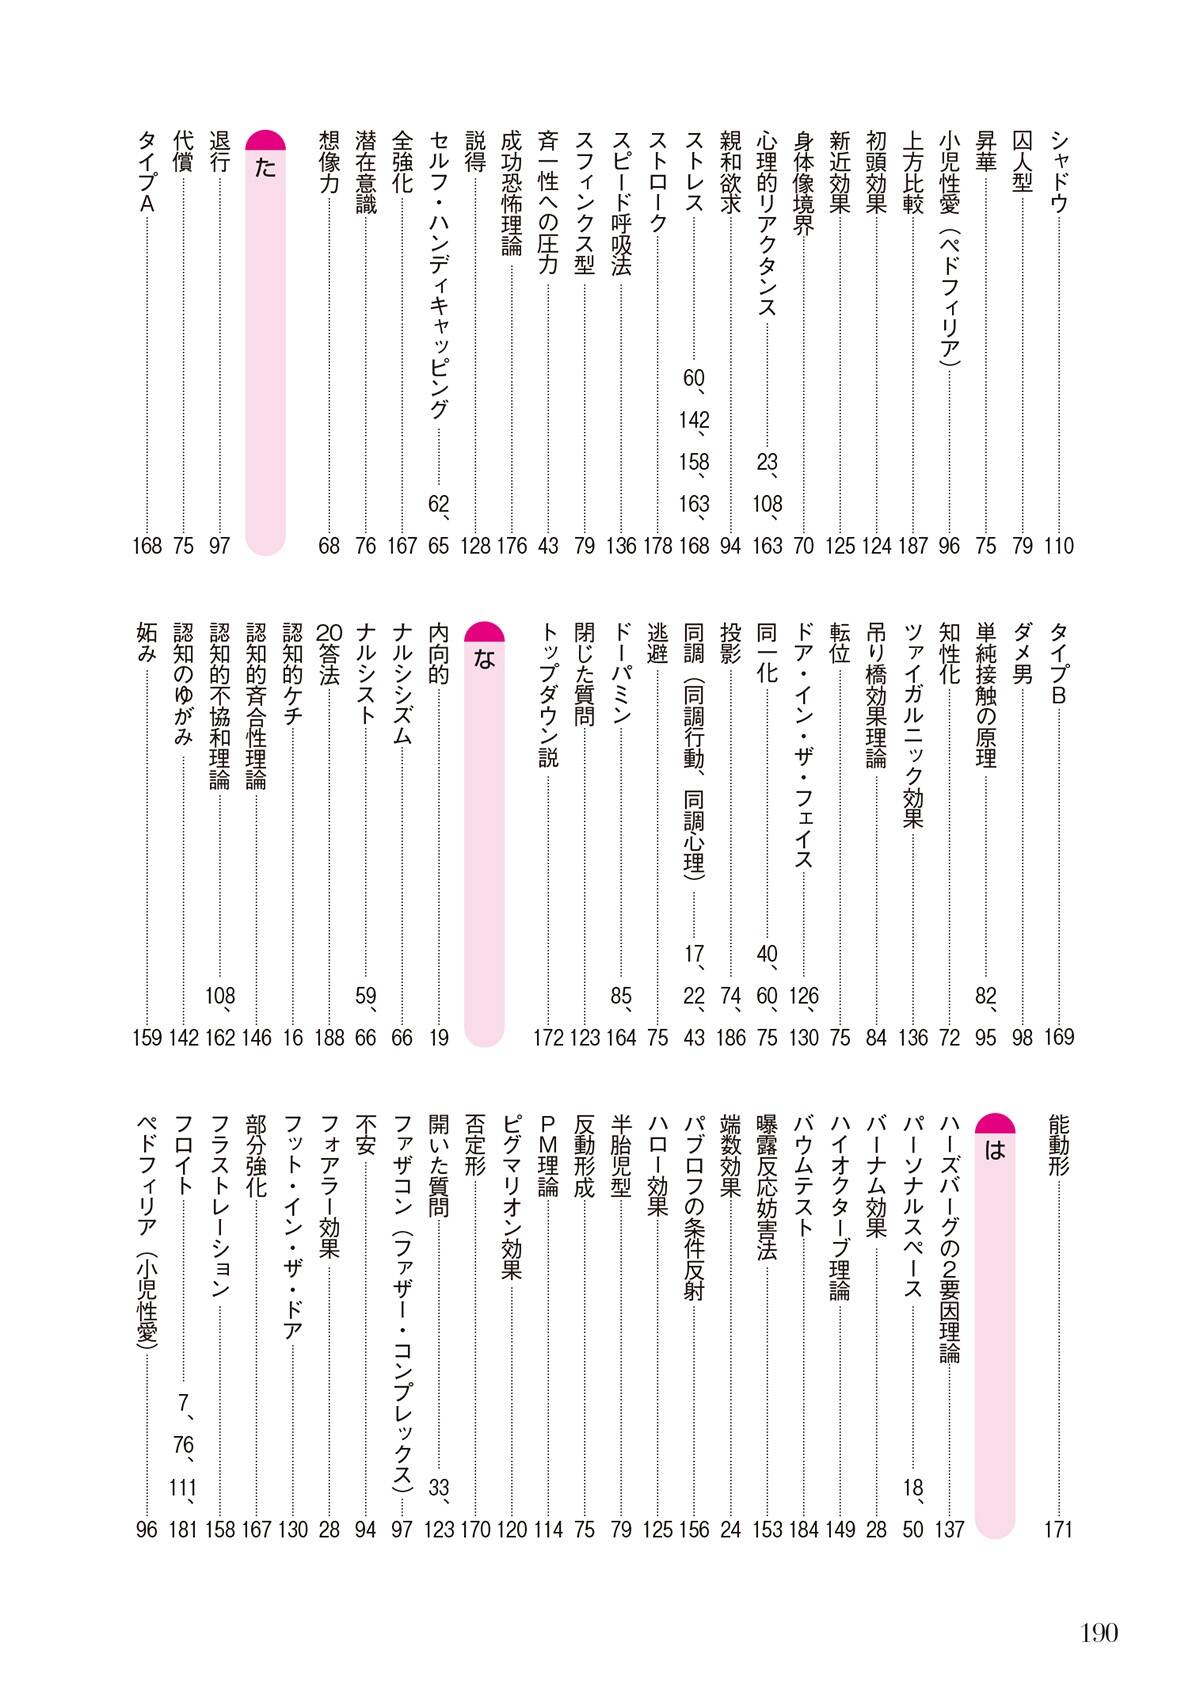 シャドウ……110
囚人型……79
昇華……75
小児性愛（ペドフィリア）……96
上方比較……187
初頭効果……124
新近効果……125
身体像境界……70
心理的リアクタンス……23、108、163
親和欲求……94
ストレス……60、142、158、163、168
ストローク……178
スピード呼吸法……136
スフィンクス型……79
斉一性への圧力……43
成功恐怖理論……176
説得……128
セルフ・ハンディキャッピング……62、65
全強化……167
潜在意識……76
想像力……68
た
退行……97
代償……75
タイプA……168
タイプB……169
ダメ男……98
単純接触の原理……82、95
知性化……72
ツァイガルニック効果……136
吊り橋効果理論……84
転位……75
ドア・イン・ザ・フェイス……126、130
同一化……40、60、75
投影……74、186
同調（同調行動、同調心理）……17、22、43
逃避……75
ドーパミン……85、164
閉じた質問……123
トップダウン説……172
な
内向的……19
ナルシシズム……66
ナルシスト……59、66
20答法……188
認知的ケチ……16
認知的斉合性理論……146
認知的不協和理論……108、162
認知のゆがみ……142
妬み……159
能動形……171
は
ハーズバーグの2要因理論……137
パーソナルスペース……18、50
バーナム効果……28
ハイオクターブ理論……149
バウムテスト……184
曝露反応妨害法……153
端数効果……24
パブロフの条件反射……156
ハロー効果……125
半胎児型……79
反動形成……75
PM理論……114
ピグマリオン効果……120
否定形……170
開いた質問……33、123
ファザコン（ファザー・コンプレックス）……97
不安……94
フォアラー効果……28
フット・イン・ザ・ドア……130
部分強化……167
フラストレーション……158
フロイト……7、76、111、181
ペドフィリア（小児性愛）……96
190